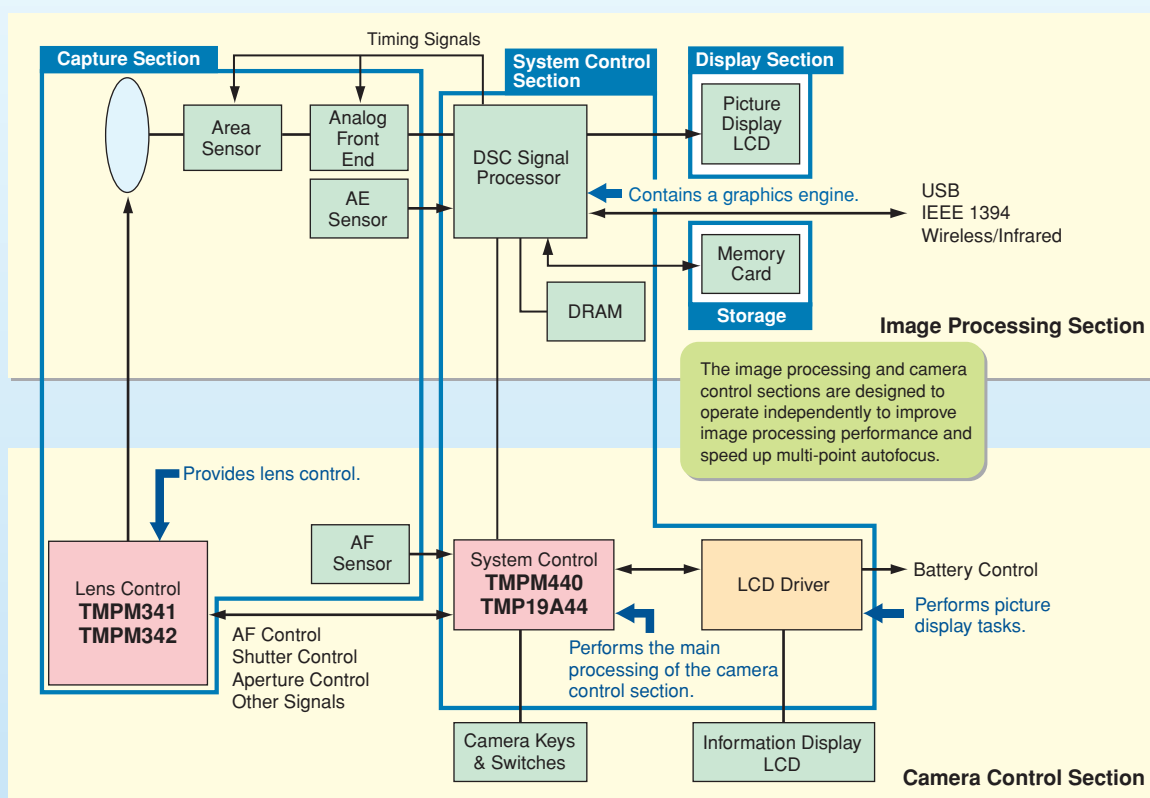 Timing Signals
Capture Section
System Control
Section
Display Section
Area
Sensor
Analog
Front
End
DSC Signal
Processor
Picture
Display
LCD
AE
Sensor
Contains a graphics engine.
USB
IEEE 1394
Wireless/Infrared
Memory
Card
DRAM
Storage
Image Processing Section
The image processing and camera
control sections are designed to
operate independently to improve
image processing performance and
speed up multi-point autofocus.
Provides lens control.
AF
Sensor
Lens Control
TMPM341
TMPM342
System Control
TMPM440
TMP19A44
LCD Driver
Battery Control
Performs picture
display tasks.
AF Control
Shutter Control
Aperture Control
Other Signals
Performs the main
processing of the camera
control section.
Camera Keys
& Switches
Information Display
LCD
Camera Control Section